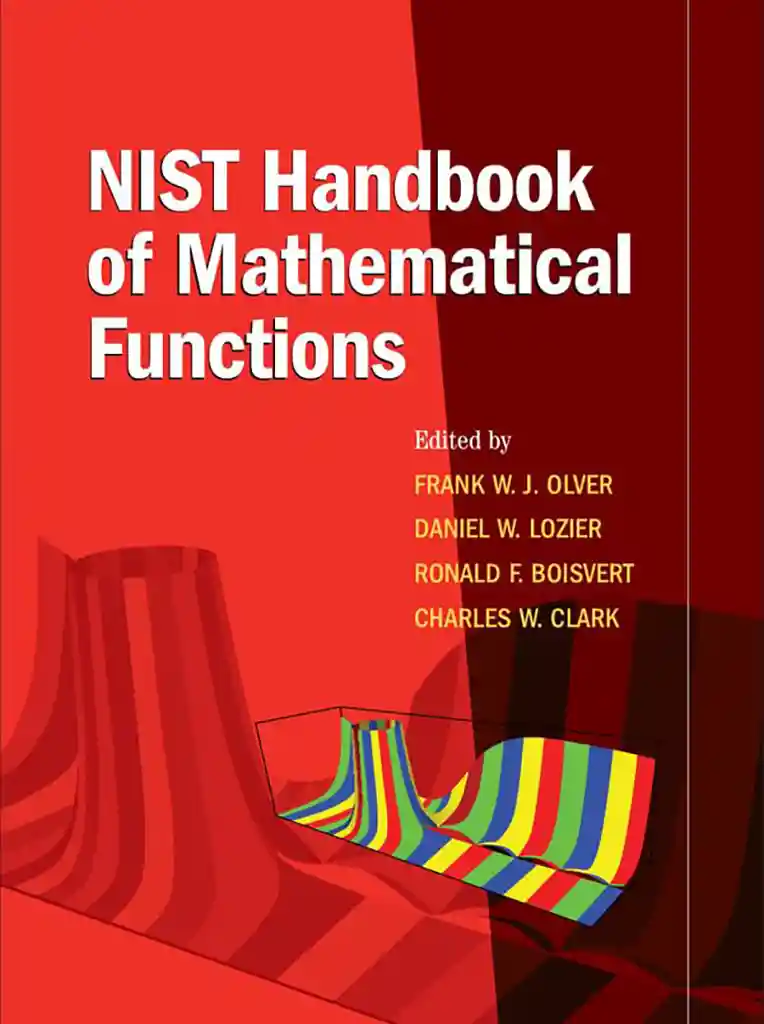 NIST Handbook
of Mathematical
Functions
Edited by
FRANK W. J. OLVER
DANIEL W. LOZIER
RONALD F. BOISVERT
CHARLES W. CLARK